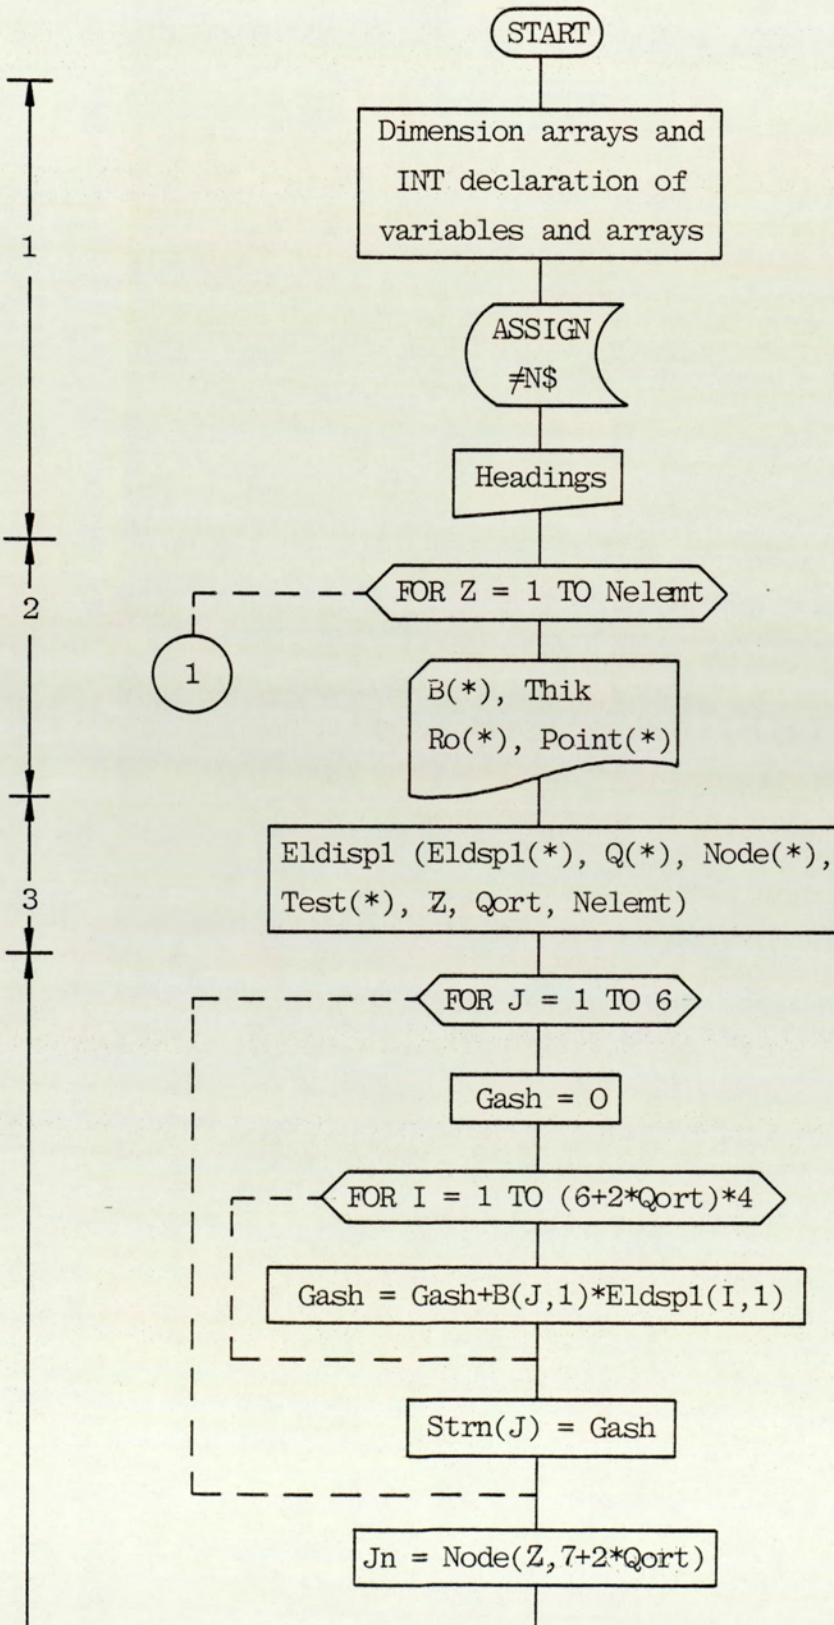 START
Dimension arrays and
INT declaration of
variables and arrays
1
ASSIGN
≠N$
Headings
FOR Z = 1 TO Nelemt
2
1
B(*), Thik
Ro(*), Point(*)
Eldisp1 (Eldsp1(*), Q(*), Node(*),
Test(*), Z, Qort, Nelemt)
3
FOR J = 1 TO 6
Gash = 0
FOR I = 1 TO (6+2*Qort)*4
Gash = Gash+B(J,1)*Eldsp1(I,1)
Strn(J) = Gash
Jn = Node(Z,7+2*Qort)